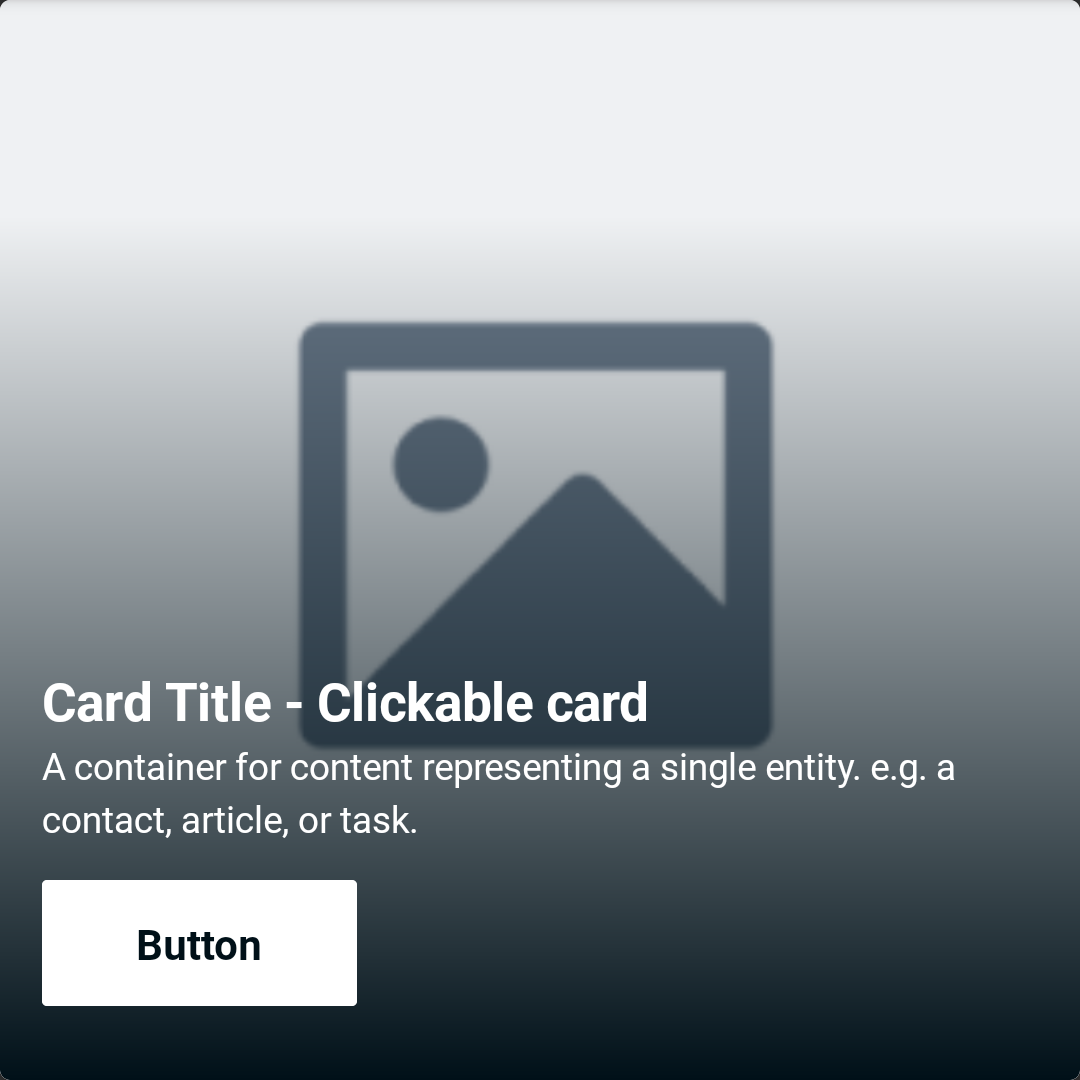 Card Title - Clickable card
A container for content representing a single entity. e.g. a
contact, article, or task.
Button